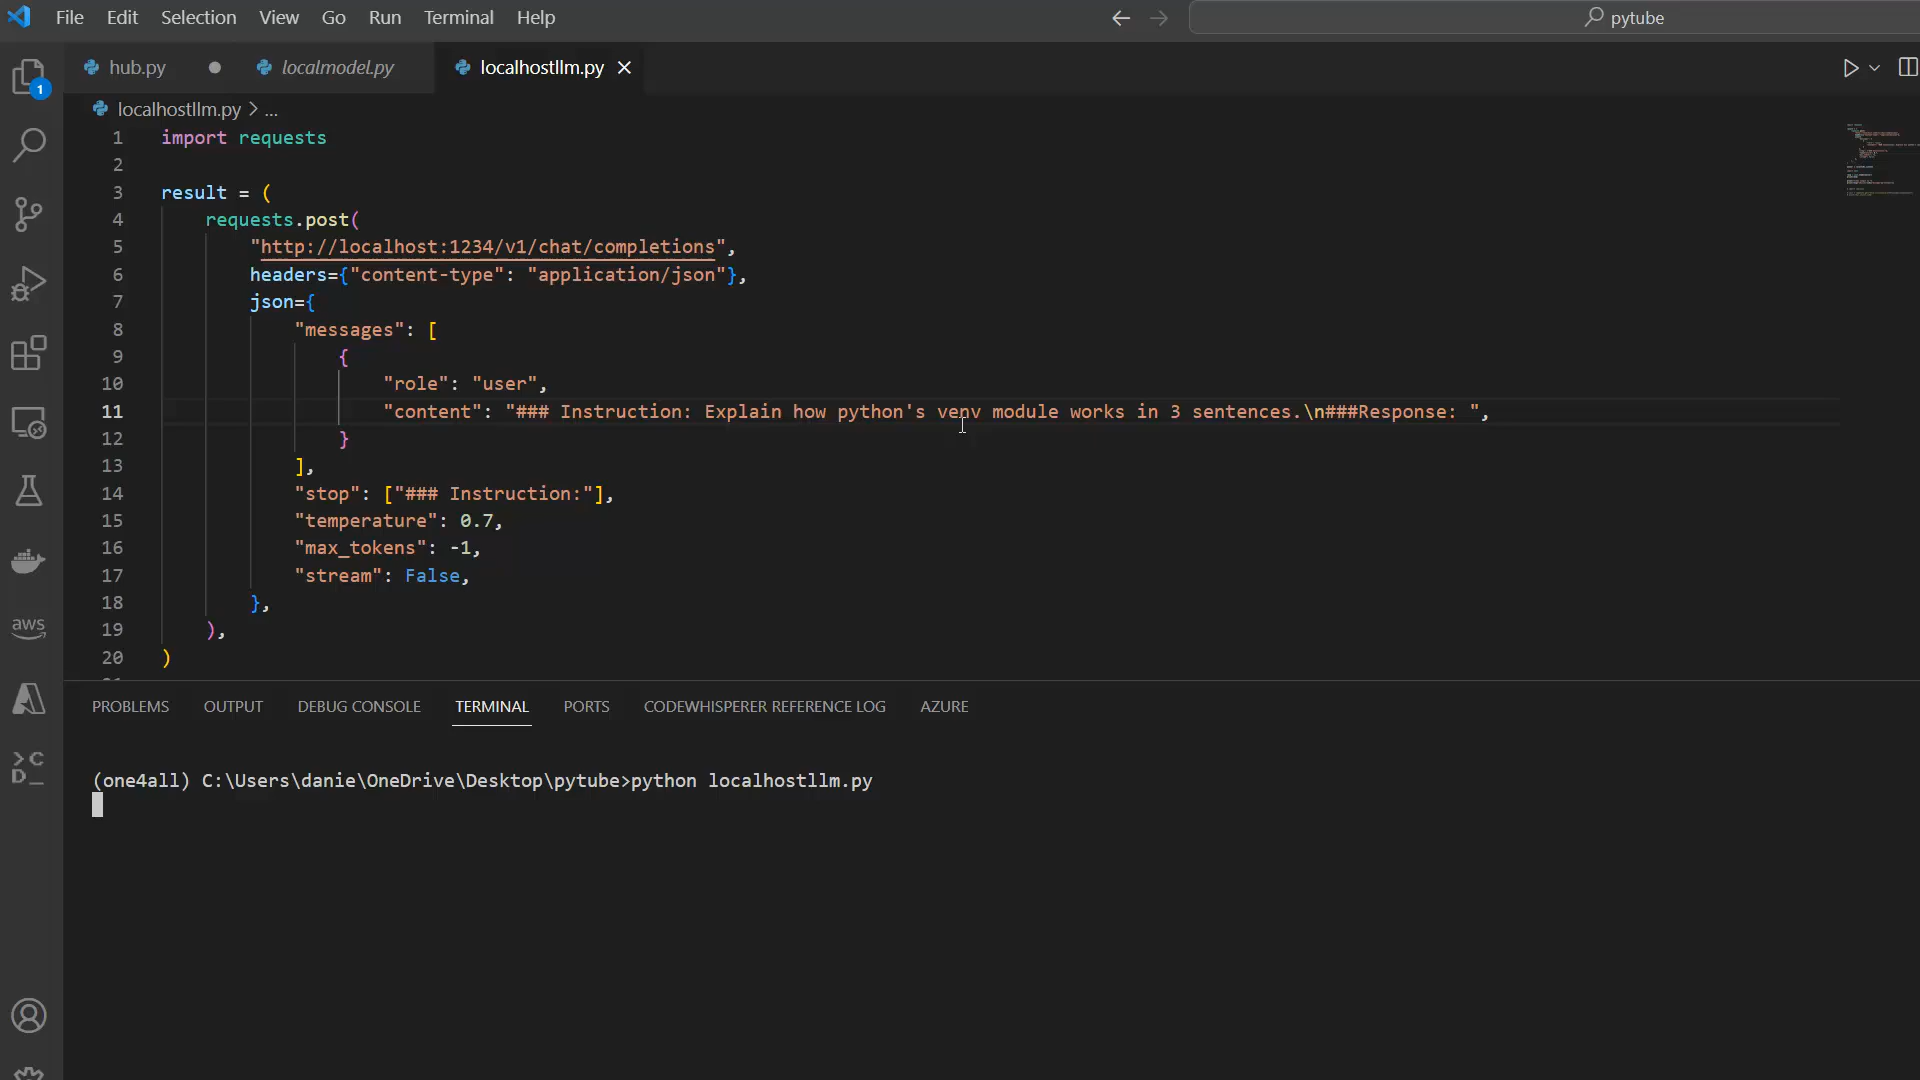 File Edit Selection View Go Run Terminal Help
pytube
hub.py
localmodel.py
localhostllm.py
1
localhostllm.py > ...
1 import requests
2
3 result = (
4 requests.post(
5 "http://localhost:1234/v1/chat/completions",
6 headers={"content-type": "application/json"},
7 json={
8 "messages": [
9 {
10 "role": "user",
11 "content": "### Instruction: Explain how python's venv module works in 3 sentences.\n###Response: ",
12 }
13 ],
14 "stop": ["### Instruction:"],
15 "temperature": 0.7,
16 "max_tokens": -1,
17 "stream": False,
18 },
19 ),
20 )
aws
PROBLEMS OUTPUT DEBUG CONSOLE TERMINAL PORTS CODEWHISPERER REFERENCE LOG AZURE
(one4all) C:\Users\danie\OneDrive\Desktop\pytube>python localhostllm.py